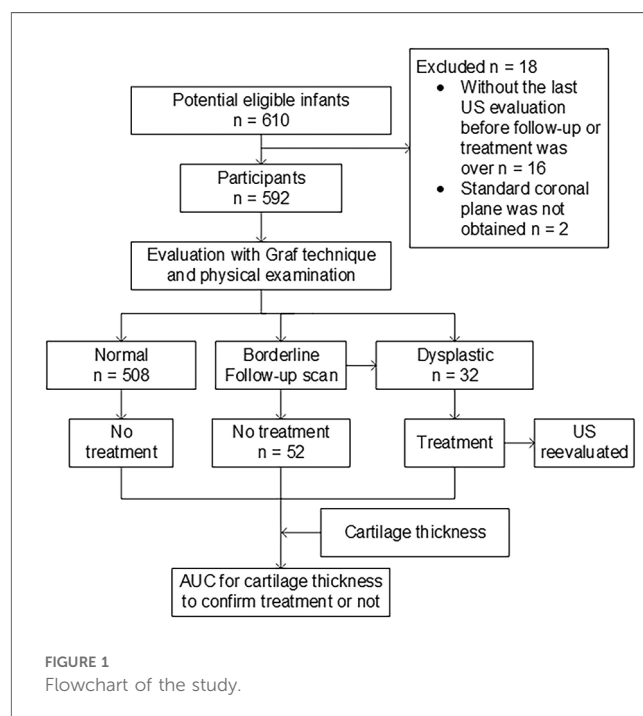 Potential eligible infants
n = 610
Excluded n = 18
• Without the last
US evaluation
before follow-up or
treatment was
over n = 16
• Standard coronal
plane was not
obtained n = 2
Participants
n = 592
Evaluation with Graf technique
and physical examination
Normal
n = 508
Borderline
Follow-up scan
Dysplastic
n = 32
No
treatment
No treatment
n = 52
Treatment
US
reevaluated
Cartilage thickness
AUC for cartilage thickness
to confirm treatment or not
FIGURE 1
Flowchart of the study.